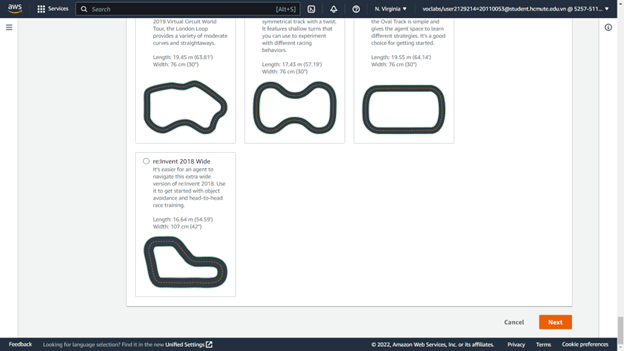 aws
Services
Search
[Alt+S]
N. Virginia ▼
voclabs/user2129214=20110053@student.hcmute.edu.vn @ 5257-511... ▼
2019 Virtual Circuit World
Tour, the London Loop
provides a variety of moderate
curves and straightaways.
Length: 19.45 m (63.81')
Width: 76 cm (30")
symmetrical track with a twist.
It features shallow turns that
you can use to experiment
with different racing
behaviors.
Length: 17.43 m (57.19')
Width: 76 cm (30")
the Oval Track is simple and
gives the agent space to learn
different strategies. It's a good
choice for getting started.
Length: 19.55 m (64.14')
Width: 76 cm (30")
re:Invent 2018 Wide
It's easier for an agent to
navigate this extra wide
version of re:Invent 2018. Use
it to get started with object
avoidance and head-to-head
race training.
Length: 16.64 m (54.59')
Width: 107 cm (42")
Cancel
Next
Feedback
Looking for language selection? Find it in the new Unified Settings
© 2022, Amazon Web Services, Inc. or its affiliates.
Privacy
Terms
Cookie preferences